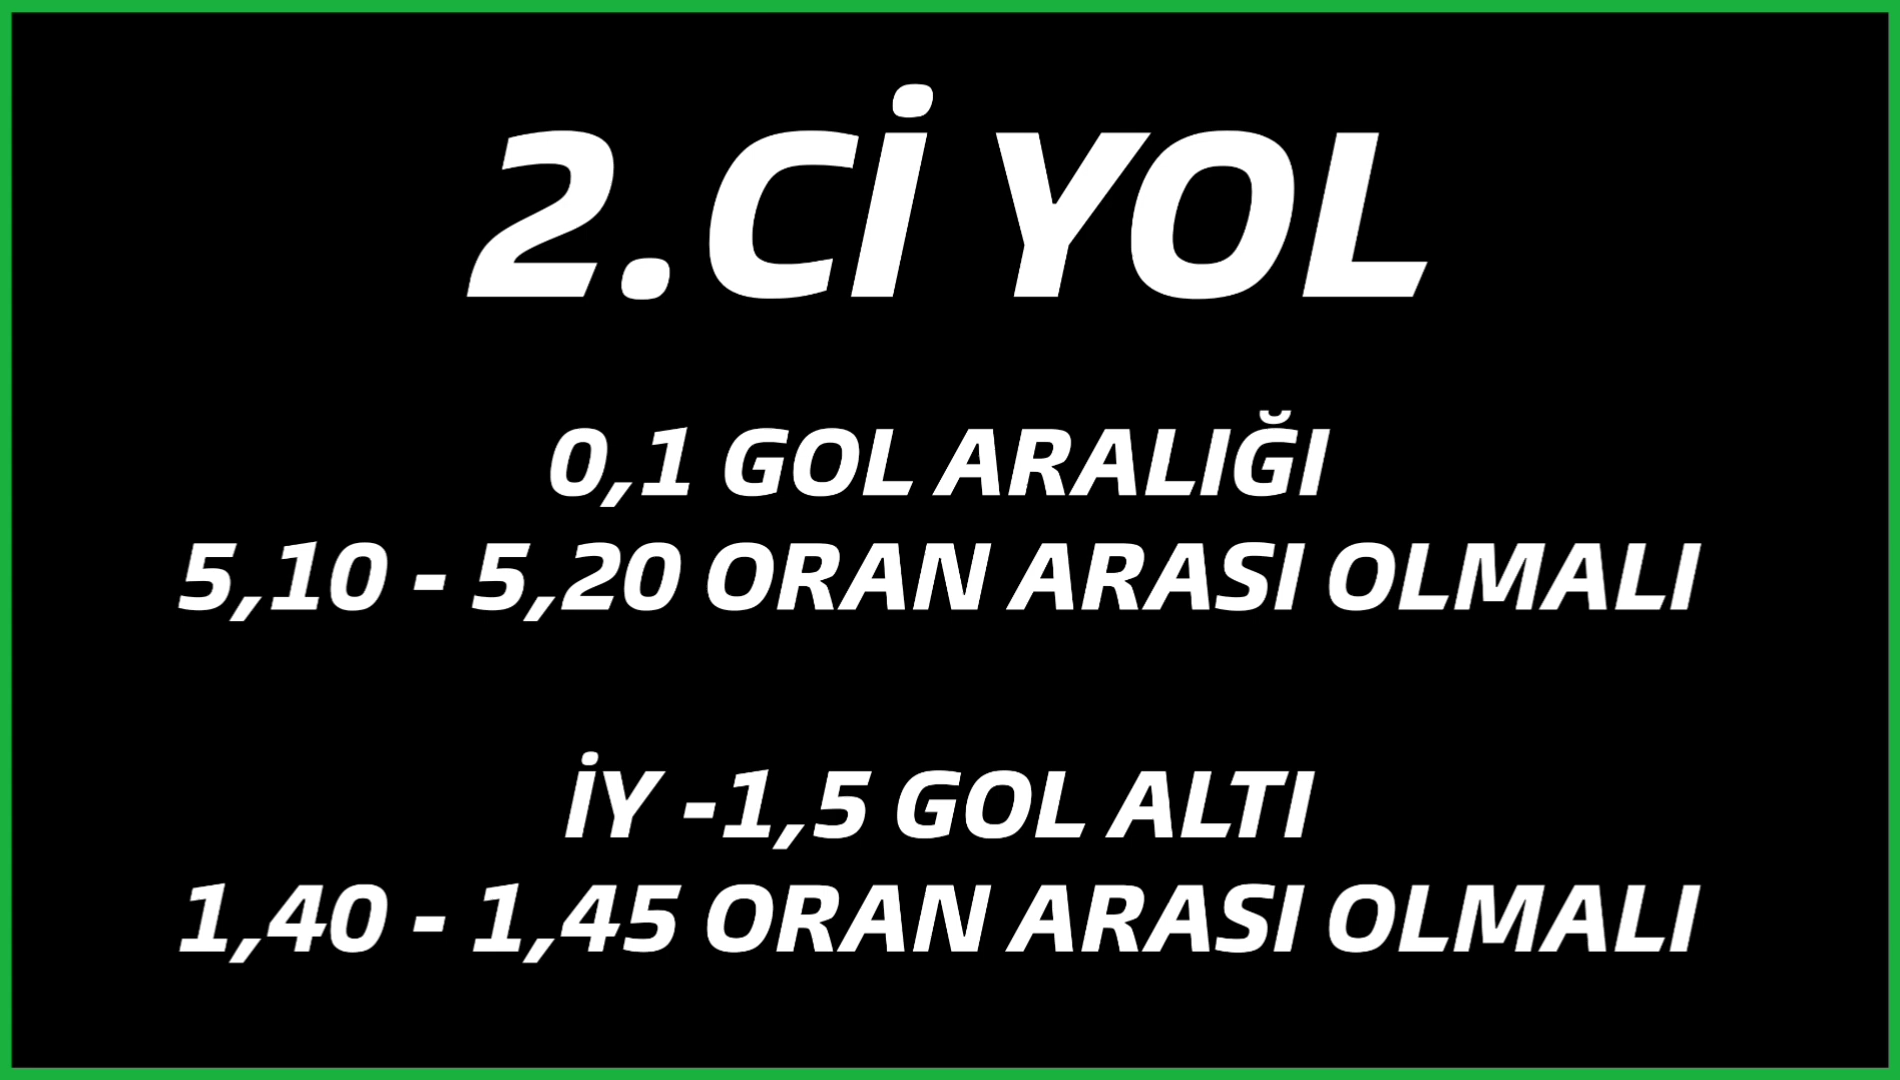 2.Cİ YOL
0,1 GOL ARALIĞI
5,10 - 5,20 ORAN ARASI OLMALI
İY -1,5 GOL ALTI
1,40 - 1,45 ORAN ARASI OLMALI